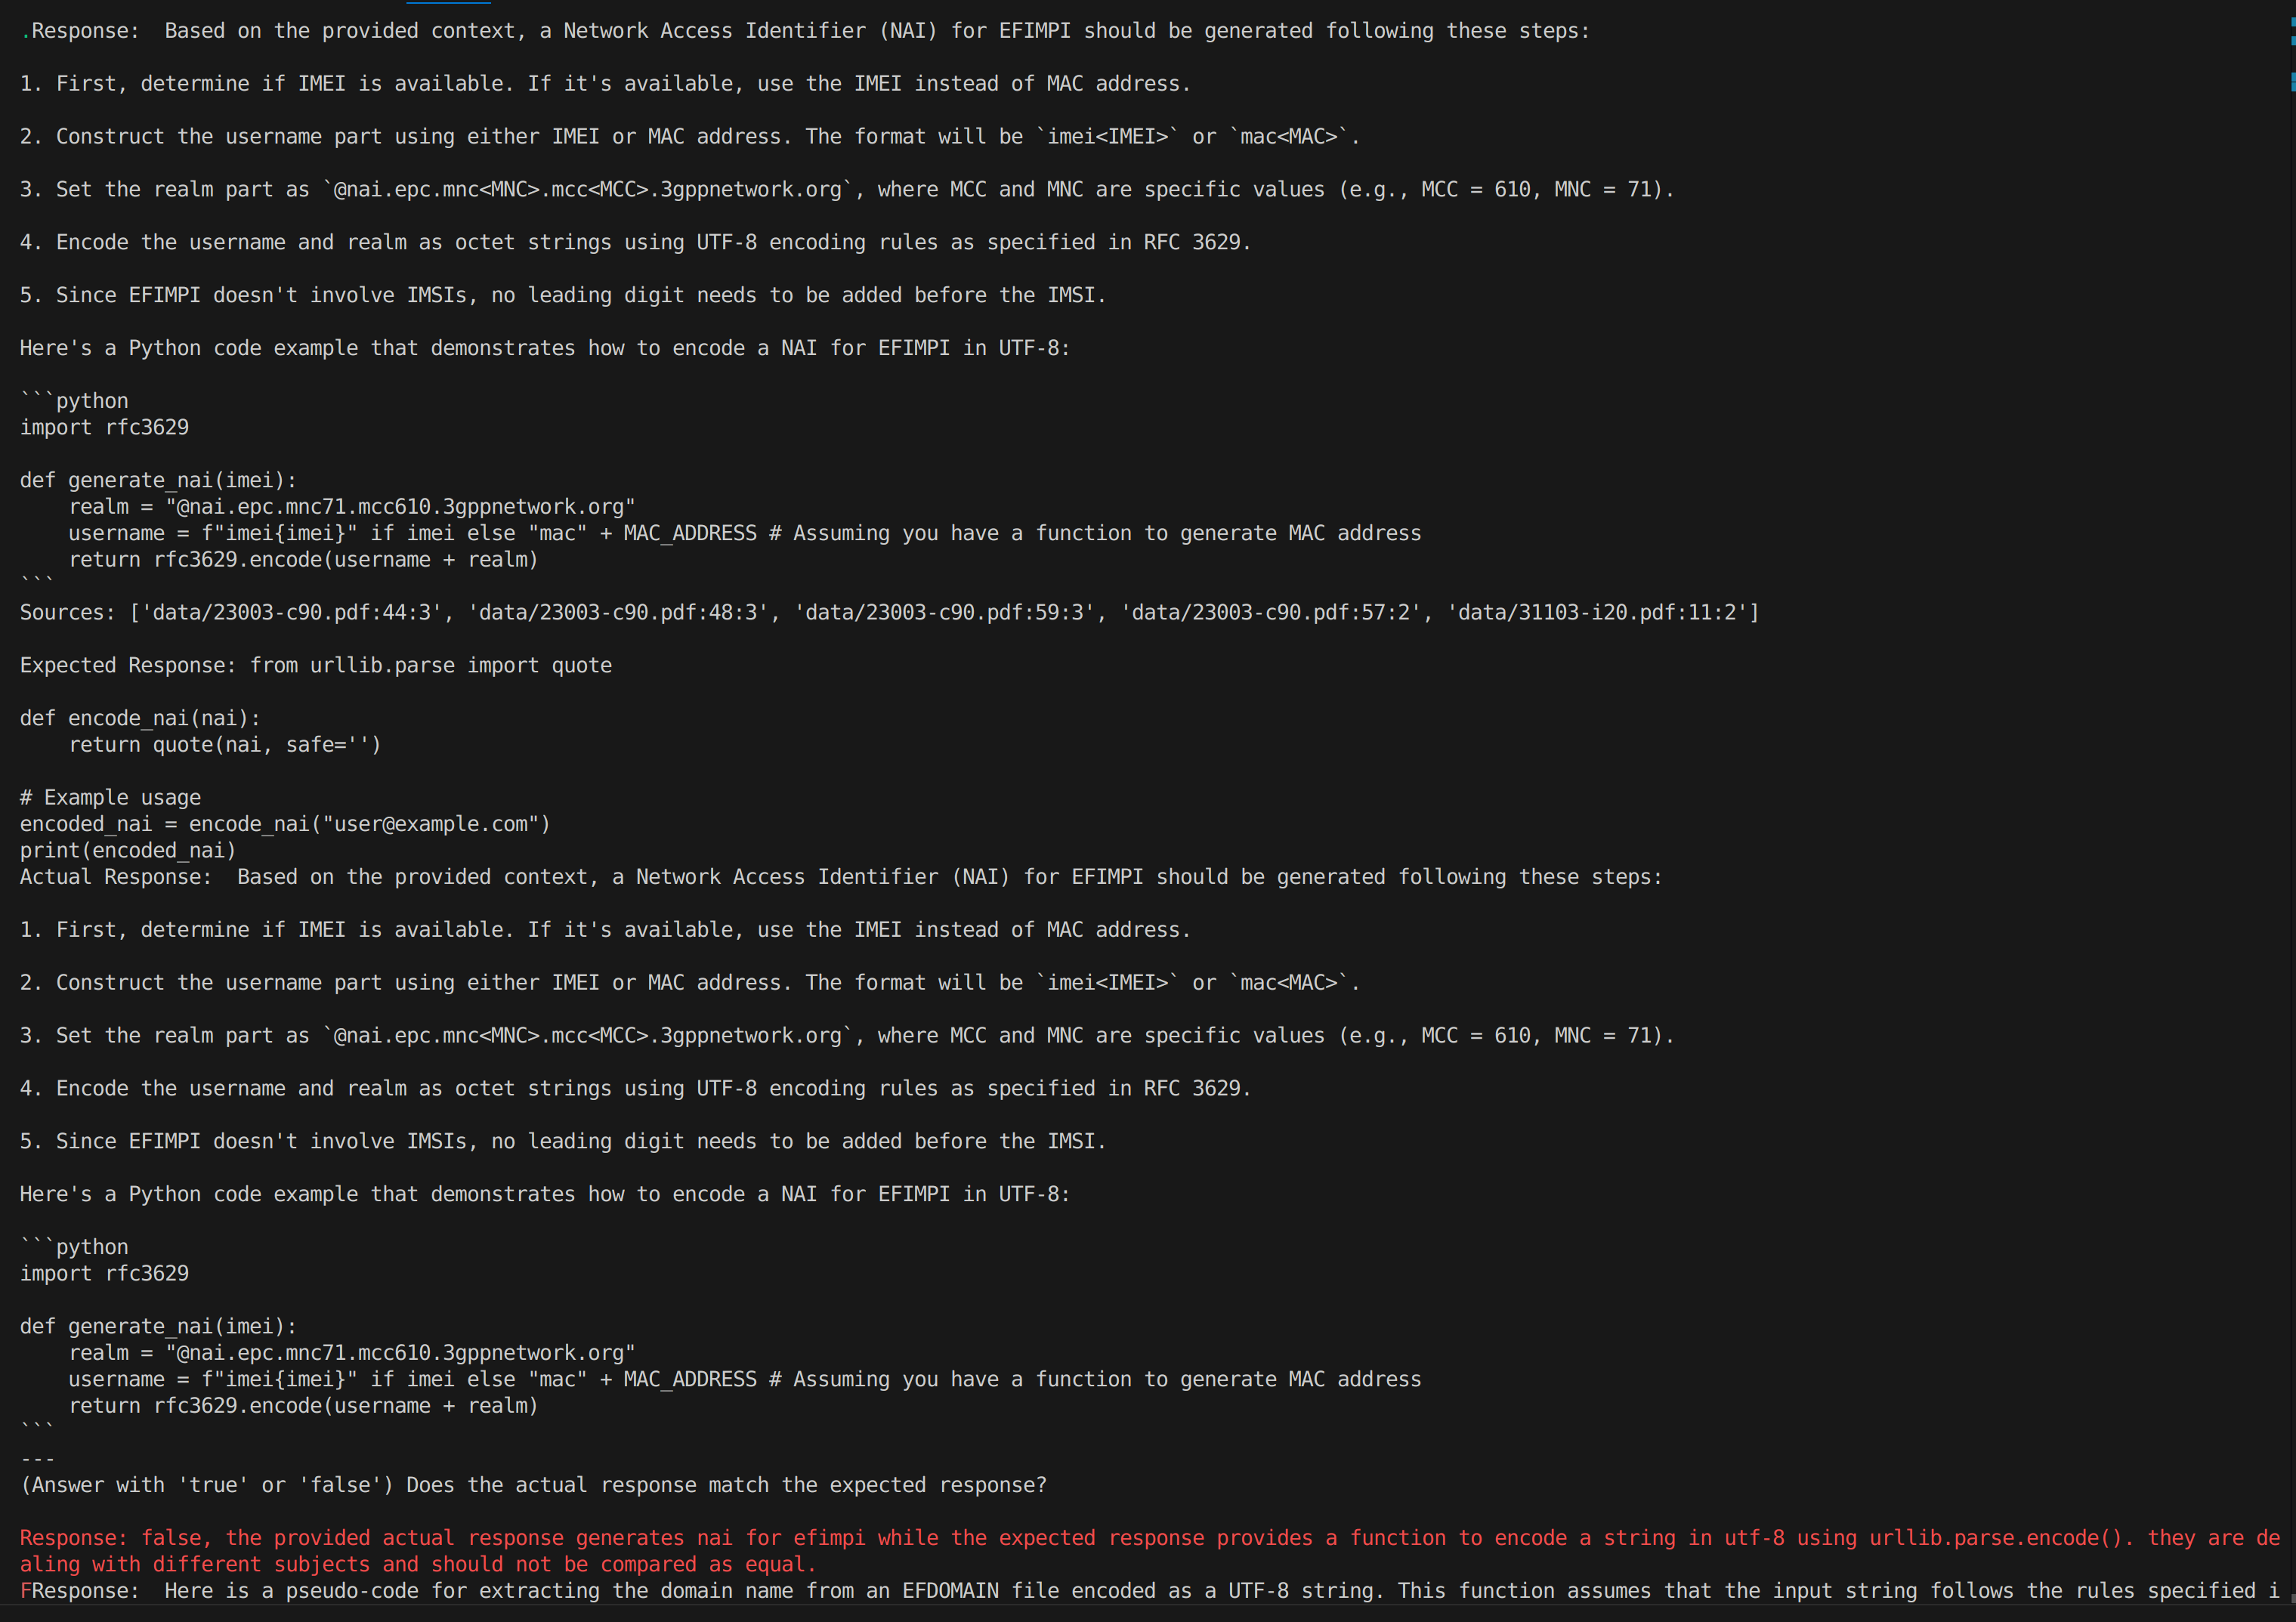 .Response:  Based on the provided context, a Network Access Identifier (NAI) for EFIMPI should be generated following these steps:
1. First, determine if IMEI is available. If it's available, use the IMEI instead of MAC address.
2. Construct the username part using either IMEI or MAC address. The format will be `imei<IMEI>` or `mac<MAC>`.
3. Set the realm part as `@nai.epc.mnc<MNC>.mcc<MCC>.3gppnetwork.org`, where MCC and MNC are specific values (e.g., MCC = 610, MNC = 71).
4. Encode the username and realm as octet strings using UTF-8 encoding rules as specified in RFC 3629.
5. Since EFIMPI doesn't involve IMSIs, no leading digit needs to be added before the IMSI.
Here's a Python code example that demonstrates how to encode a NAI for EFIMPI in UTF-8:
```python
import rfc3629
def generate_nai(imei):
    realm = "@nai.epc.mnc71.mcc610.3gppnetwork.org"
    username = f"imei{imei}" if imei else "mac" + MAC_ADDRESS # Assuming you have a function to generate MAC address
    return rfc3629.encode(username + realm)
```
Sources: ['data/23003-c90.pdf:44:3', 'data/23003-c90.pdf:48:3', 'data/23003-c90.pdf:59:3', 'data/23003-c90.pdf:57:2', 'data/31103-i20.pdf:11:2']
Expected Response: from urllib.parse import quote
def encode_nai(nai):
    return quote(nai, safe='')
# Example usage
encoded_nai = encode_nai("user@example.com")
print(encoded_nai)
Actual Response:  Based on the provided context, a Network Access Identifier (NAI) for EFIMPI should be generated following these steps:
1. First, determine if IMEI is available. If it's available, use the IMEI instead of MAC address.
2. Construct the username part using either IMEI or MAC address. The format will be `imei<IMEI>` or `mac<MAC>`.
3. Set the realm part as `@nai.epc.mnc<MNC>.mcc<MCC>.3gppnetwork.org`, where MCC and MNC are specific values (e.g., MCC = 610, MNC = 71).
4. Encode the username and realm as octet strings using UTF-8 encoding rules as specified in RFC 3629.
5. Since EFIMPI doesn't involve IMSIs, no leading digit needs to be added before the IMSI.
Here's a Python code example that demonstrates how to encode a NAI for EFIMPI in UTF-8:
```python
import rfc3629
def generate_nai(imei):
    realm = "@nai.epc.mnc71.mcc610.3gppnetwork.org"
    username = f"imei{imei}" if imei else "mac" + MAC_ADDRESS # Assuming you have a function to generate MAC address
    return rfc3629.encode(username + realm)
```
---
(Answer with 'true' or 'false') Does the actual response match the expected response?
Response: false, the provided actual response generates nai for efimpi while the expected response provides a function to encode a string in utf-8 using urllib.parse.encode(). they are de
aling with different subjects and should not be compared as equal.
FResponse:  Here is a pseudo-code for extracting the domain name from an EFDOMAIN file encoded as a UTF-8 string. This function assumes that the input string follows the rules specified i